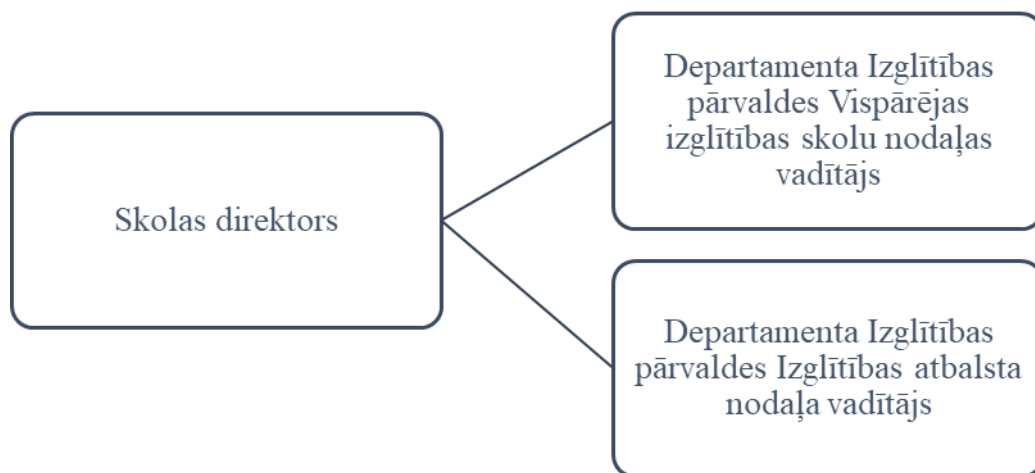 Skolas direktors
Departamenta Izglītības
pārvaldes Vispārējas
izglītības skolu nodaļas
vadītājs
Departamenta Izglītības
pārvaldes Izglītības atbalsta
nodaļa vadītājs